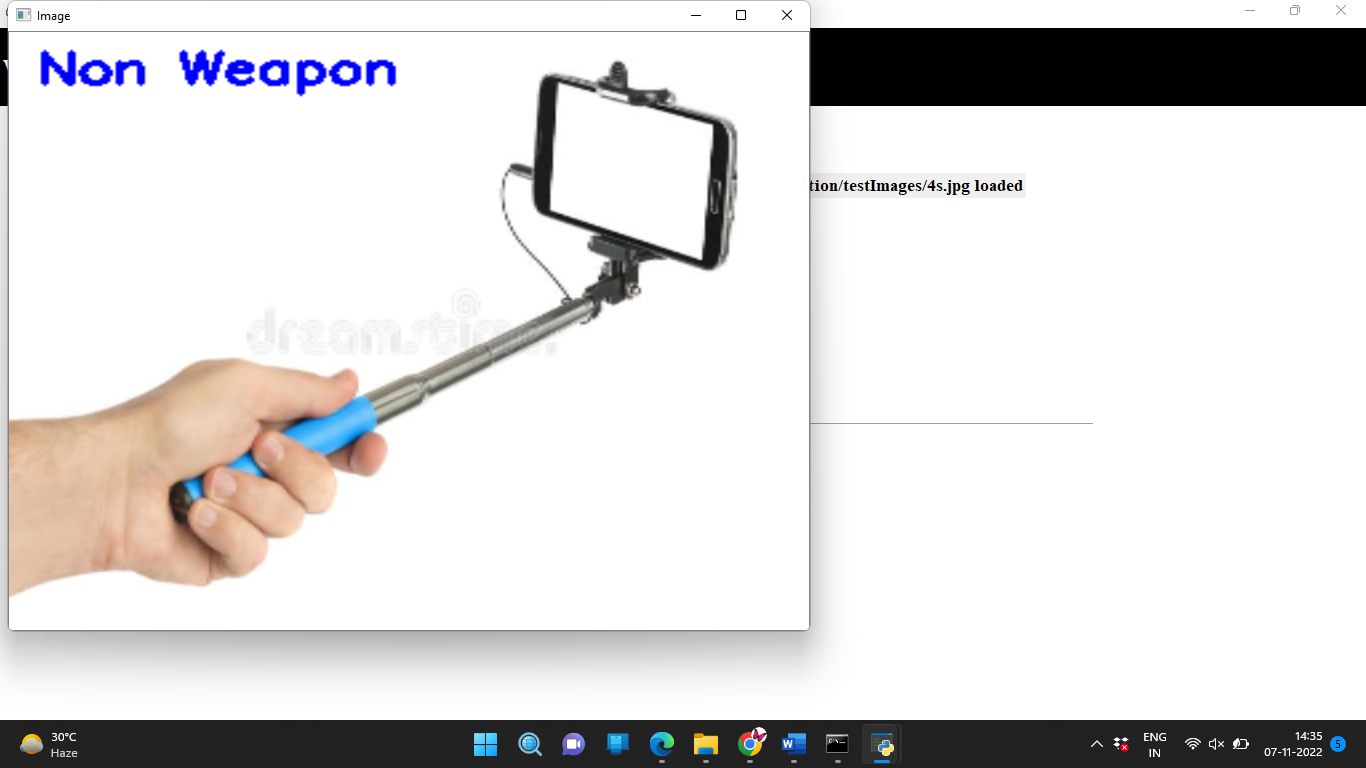 Image
Non Weapon
tion/testImages/4s.jpg loaded
dreamstime.
30°C
Haze
ENG
IN
14:35
07-11-2022
5